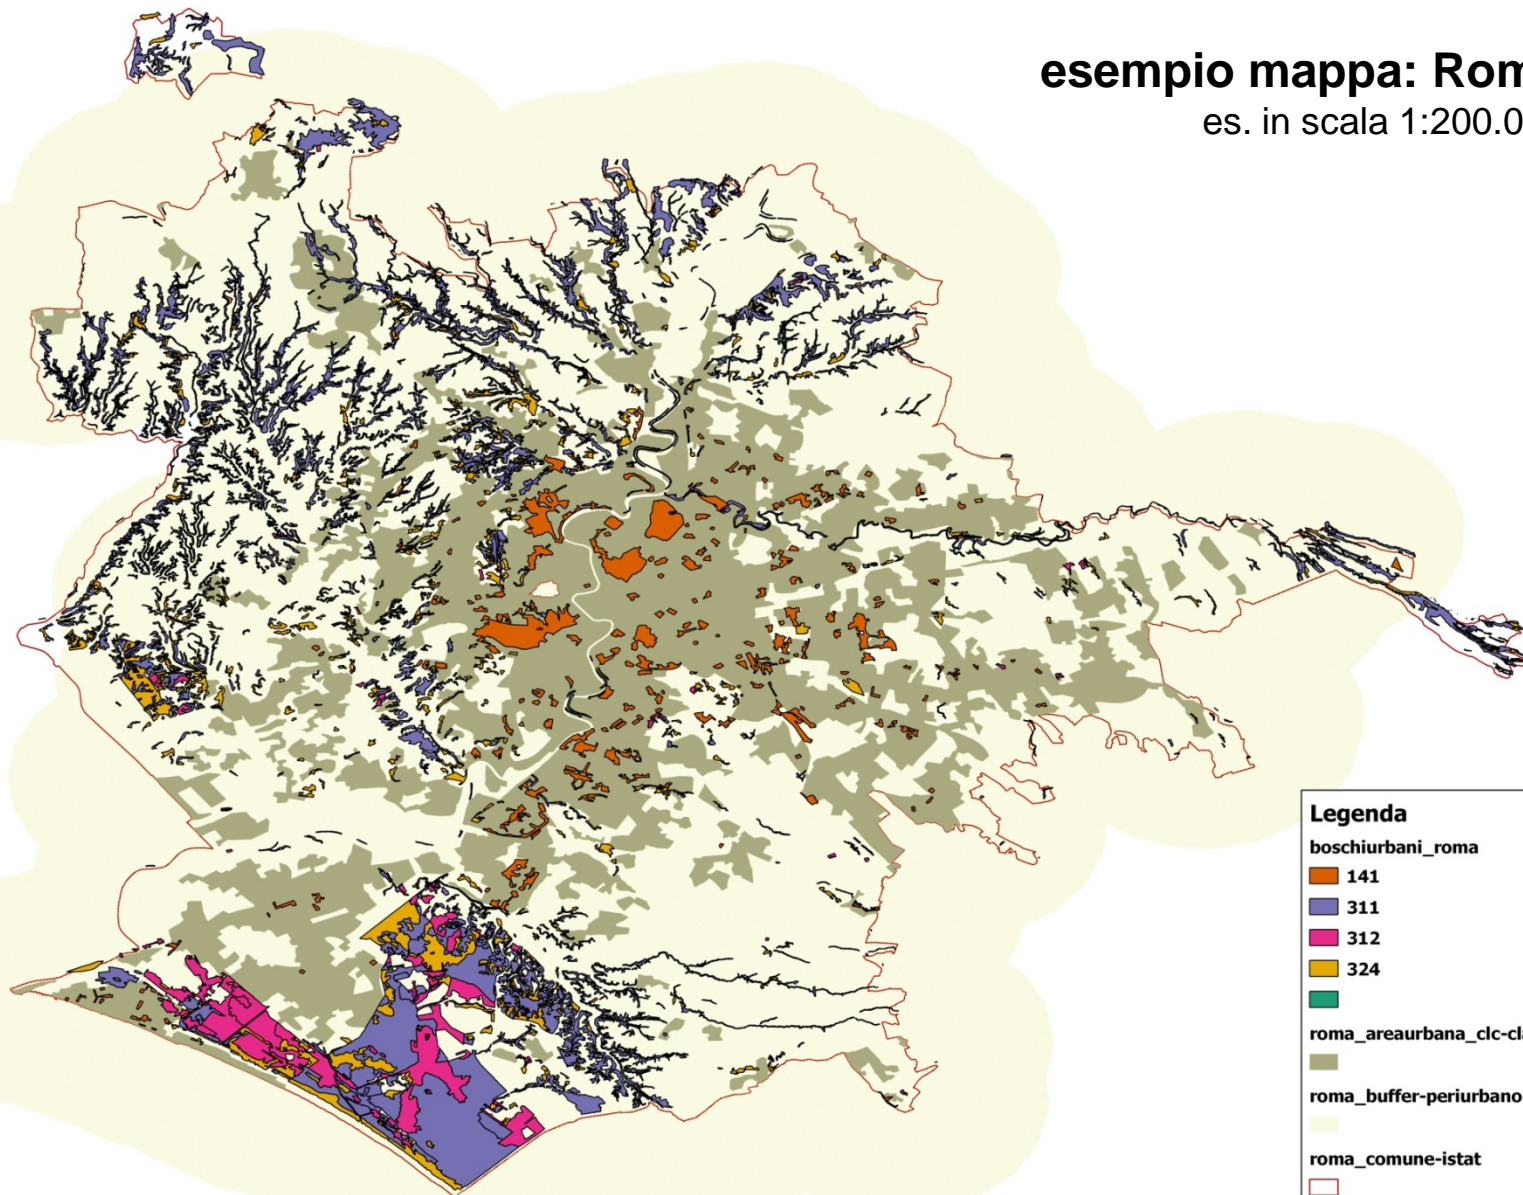 esempio mappa: Rom
es. in scala 1:200.0
Legenda
boschiurbani_roma
141
311
312
324
roma_areaurbana_clc-cla
roma_buffer-periurbano
roma_comune-istat